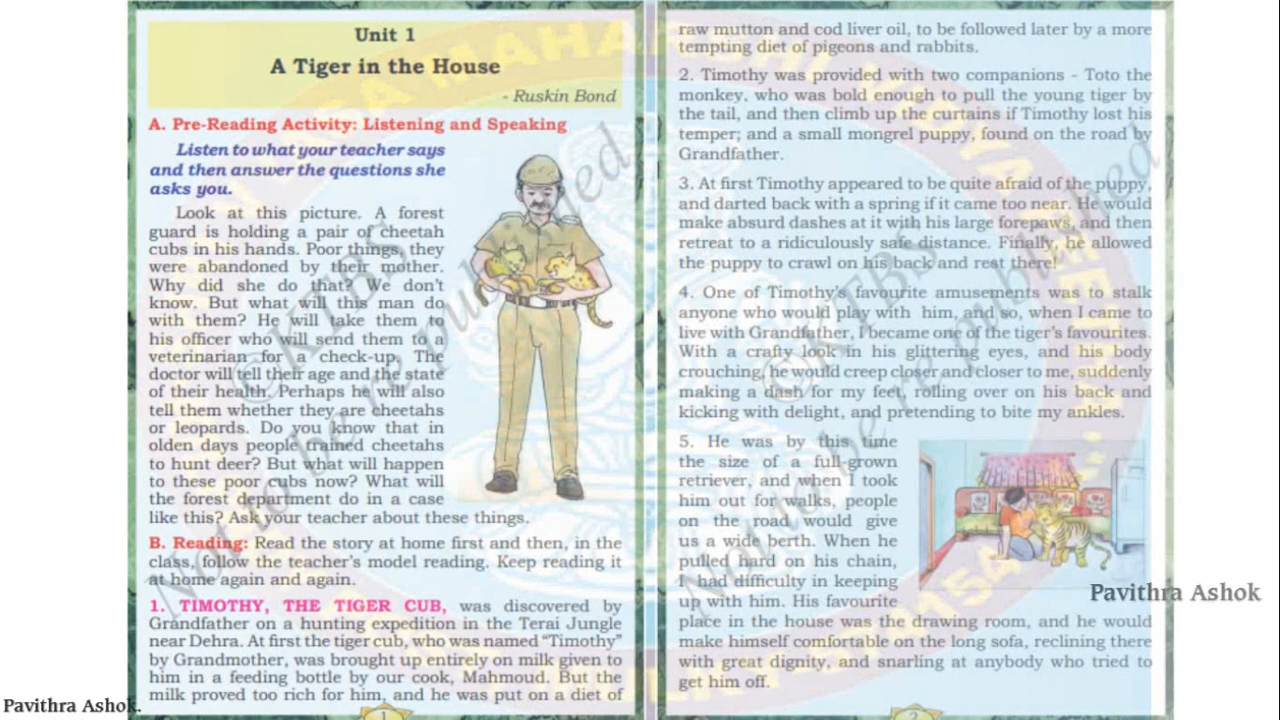 Unit 1
A Tiger in the House
- Ruskin Bond
A. Pre-Reading Activity: Listening and Speaking
Listen to what your teacher says
and then answer the questions she
asks you.
Look at this picture. A forest
guard is holding a pair of cheetah
cubs in his hands. Poor things, they
were abandoned by their mother.
Why did she do that? We don't
know. But what will this man do
with them? He will take them to
his officer who will send them to a
veterinarian for a check-up. The
doctor will tell their age and the state
of their health. Perhaps he will also
tell them whether they are cheetahs
or leopards. Do you know that in
olden days people trained cheetahs
to hunt deer? But what will happen
to these poor cubs now? What will
the forest department do in a case
like this? Ask your teacher about these things.
B. Reading: Read the story at home first and then, in the
class, follow the teacher's model reading. Keep reading it
at home again and again.
1. TIMOTHY, THE TIGER CUB, was discovered by
Grandfather on a hunting expedition in the Terai Jungle
near Dehra. At first the tiger cub, who was named “Timothy”
by Grandmother, was brought up entirely on milk given to
him in a feeding bottle by our cook, Mahmoud. But the
milk proved too rich for him, and he was put on a diet of
1
raw mutton and cod liver oil, to be followed later by a more
tempting diet of pigeons and rabbits.
2. Timothy was provided with two companions - Toto the
monkey, who was bold enough to pull the young tiger by
the tail, and then climb up the curtains if Timothy lost his
temper; and a small mongrel puppy, found on the road by
Grandfather.
3. At first Timothy appeared to be quite afraid of the puppy,
and darted back with a spring if it came too near. He would
make absurd dashes at it with his large forepaws, and then
retreat to a ridiculously safe distance. Finally, he allowed
the puppy to crawl on his back and rest there!
4. One of Timothy's favourite amusements was to stalk
anyone who would play with him, and so, when I came to
live with Grandfather, I became one of the tiger's favourites.
With a crafty look in his glittering eyes, and his body
crouching, he would creep closer and closer to me, suddenly
making a dash for my feet, rolling over on his back and
kicking with delight, and pretending to bite my ankles.
5. He was by this time
the size of a full-grown
retriever, and when I took
him out for walks, people
on the road would give
us a wide berth. When he
pulled hard on his chain,
I had difficulty in keeping
up with him. His favourite
place in the house was the drawing room, and he would
make himself comfortable on the long sofa, reclining there
with great dignity, and snarling at anybody who tried to
get him off.
2
©KTBS
Not to be republished
©KTBS
Not to be republished
Pavithra Ashok
Pavithra Ashok.